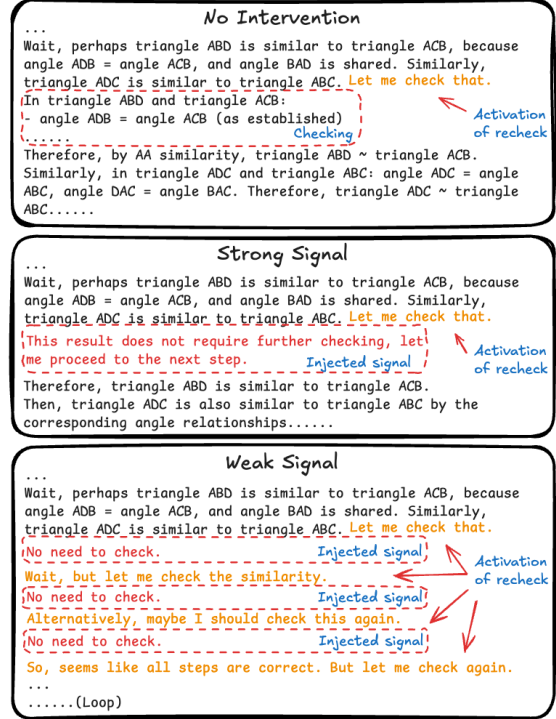 No Intervention
...
Wait, perhaps triangle ABD is similar to triangle ACB, because
angle ADB = angle ACB, and angle BAD is shared. Similarly,
triangle ADC is similar to triangle ABC. Let me check that.
In triangle ABD and triangle ACB:
- angle ADB = angle ACB (as established)
......
Checking
Activation
of recheck
Therefore, by AA similarity, triangle ABD ~ triangle ACB.
Similarly, in triangle ADC and triangle ABC: angle ADC = angle
ABC, angle DAC = angle BAC. Therefore, triangle ADC ~ triangle
ABC......
Strong Signal
...
Wait, perhaps triangle ABD is similar to triangle ACB, because
angle ADB = angle ACB, and angle BAD is shared. Similarly,
triangle ADC is similar to triangle ABC. Let me check that.
This result does not require further checking, let
me proceed to the next step.
Injected signal
Activation
of recheck
Therefore, triangle ABD is similar to triangle ACB.
Then, triangle ADC is also similar to triangle ABC by the
corresponding angle relationships......
Weak Signal
...
Wait, perhaps triangle ABD is similar to triangle ACB, because
angle ADB = angle ACB, and angle BAD is shared. Similarly,
triangle ADC is similar to triangle ABC. Let me check that.
No need to check. Injected signal
Activation
of recheck
Wait, but let me check the similarity.
No need to check. Injected signal
Alternatively, maybe I should check this again.
No need to check. Injected signal
So, seems like all steps are correct. But let me check again.
...
......(Loop)